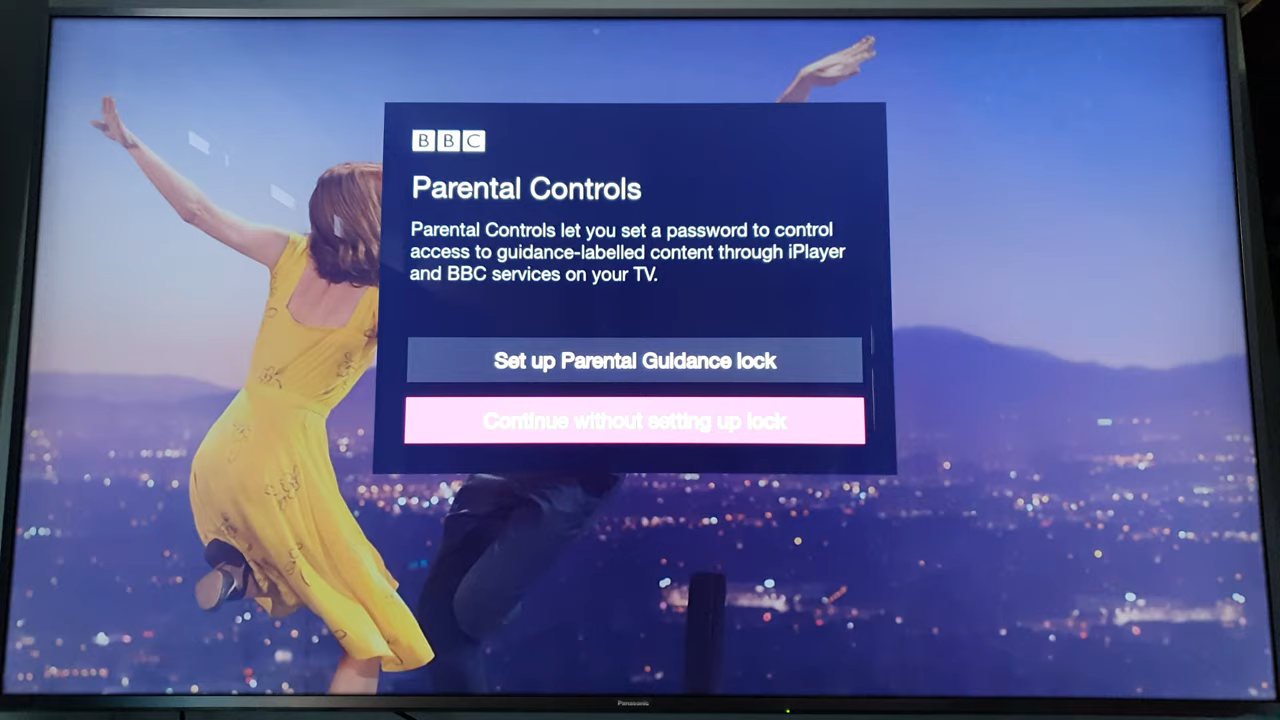 BBC
Parental Controls
Parental Controls let you set a password to control
access to guidance-labelled content through iPlayer
and BBC services on your TV.
Set up Parental Guidance lock
Continue without setting up lock
Panasonic